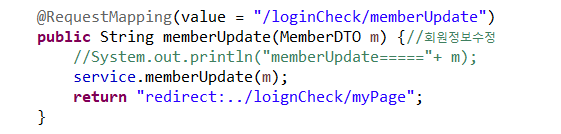 @RequestMapping(value = "/loginCheck/memberUpdate")
public String memberUpdate(MemberDTO m) {//회원정보수정
//System.out.println("memberUpdate====="+ m);
service.memberUpdate(m);
return "redirect:../loignCheck/myPage";
}